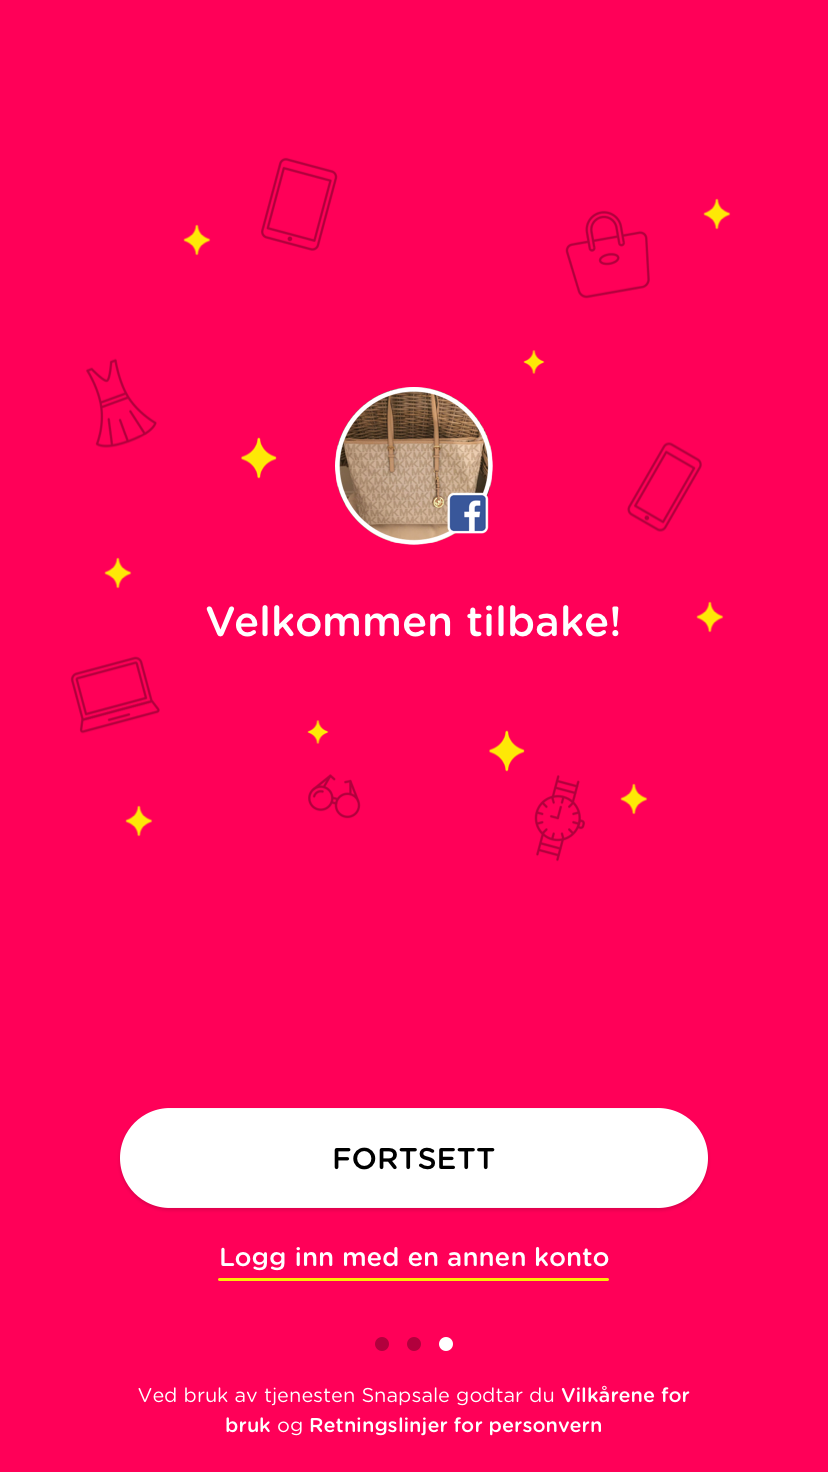 Velkommen tilbake!
FORTSETT
Logg inn med en annen konto
Ved bruk av tjenesten Snapsale godtar du Vilkårene for
bruk og Retningslinjer for personvern